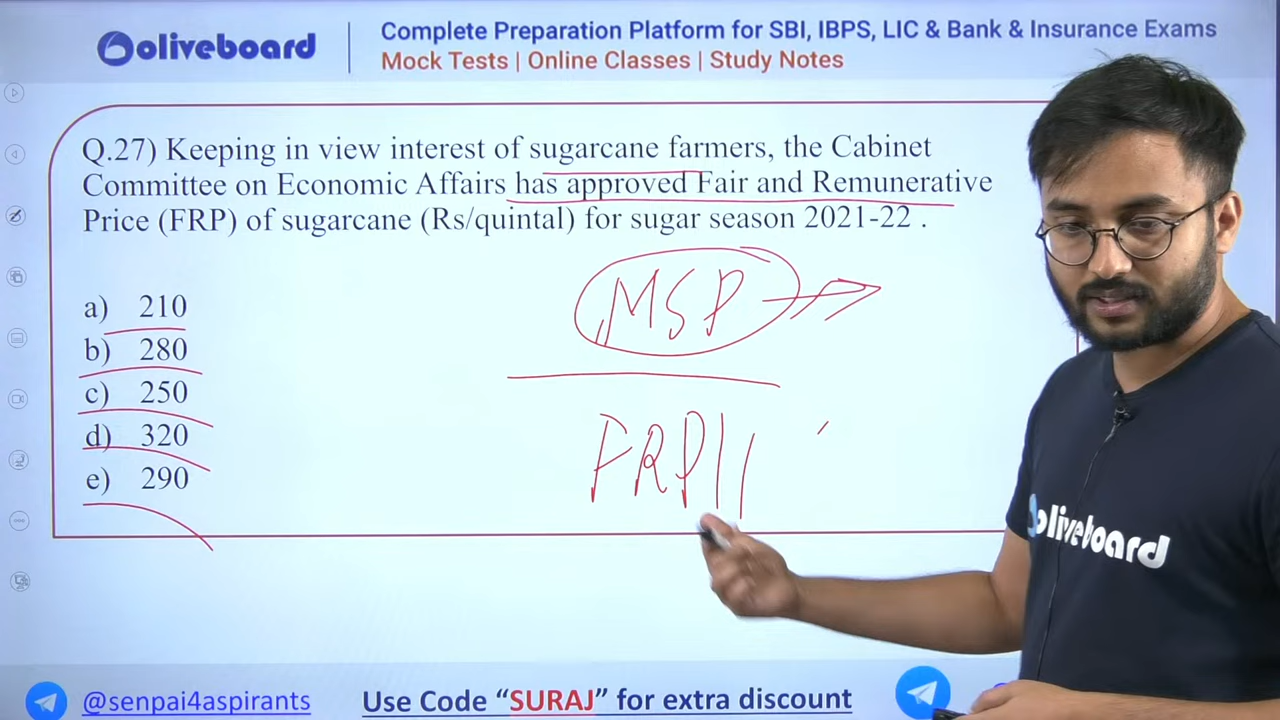 oliveboard
Complete Preparation Platform for SBI, IBPS, LIC & Bank & Insurance Exams
Mock Tests | Online Classes | Study Notes
Q.27) Keeping in view interest of sugarcane farmers, the Cabinet
Committee on Economic Affairs has approved Fair and Remunerative
Price (FRP) of sugarcane (Rs/quintal) for sugar season 2021-22 .
a) 210
b) 280
c) 250
d) 320
e) 290
MSP
FRP
oliveboard
@senpai4aspirants
Use Code “SURAJ” for extra discount